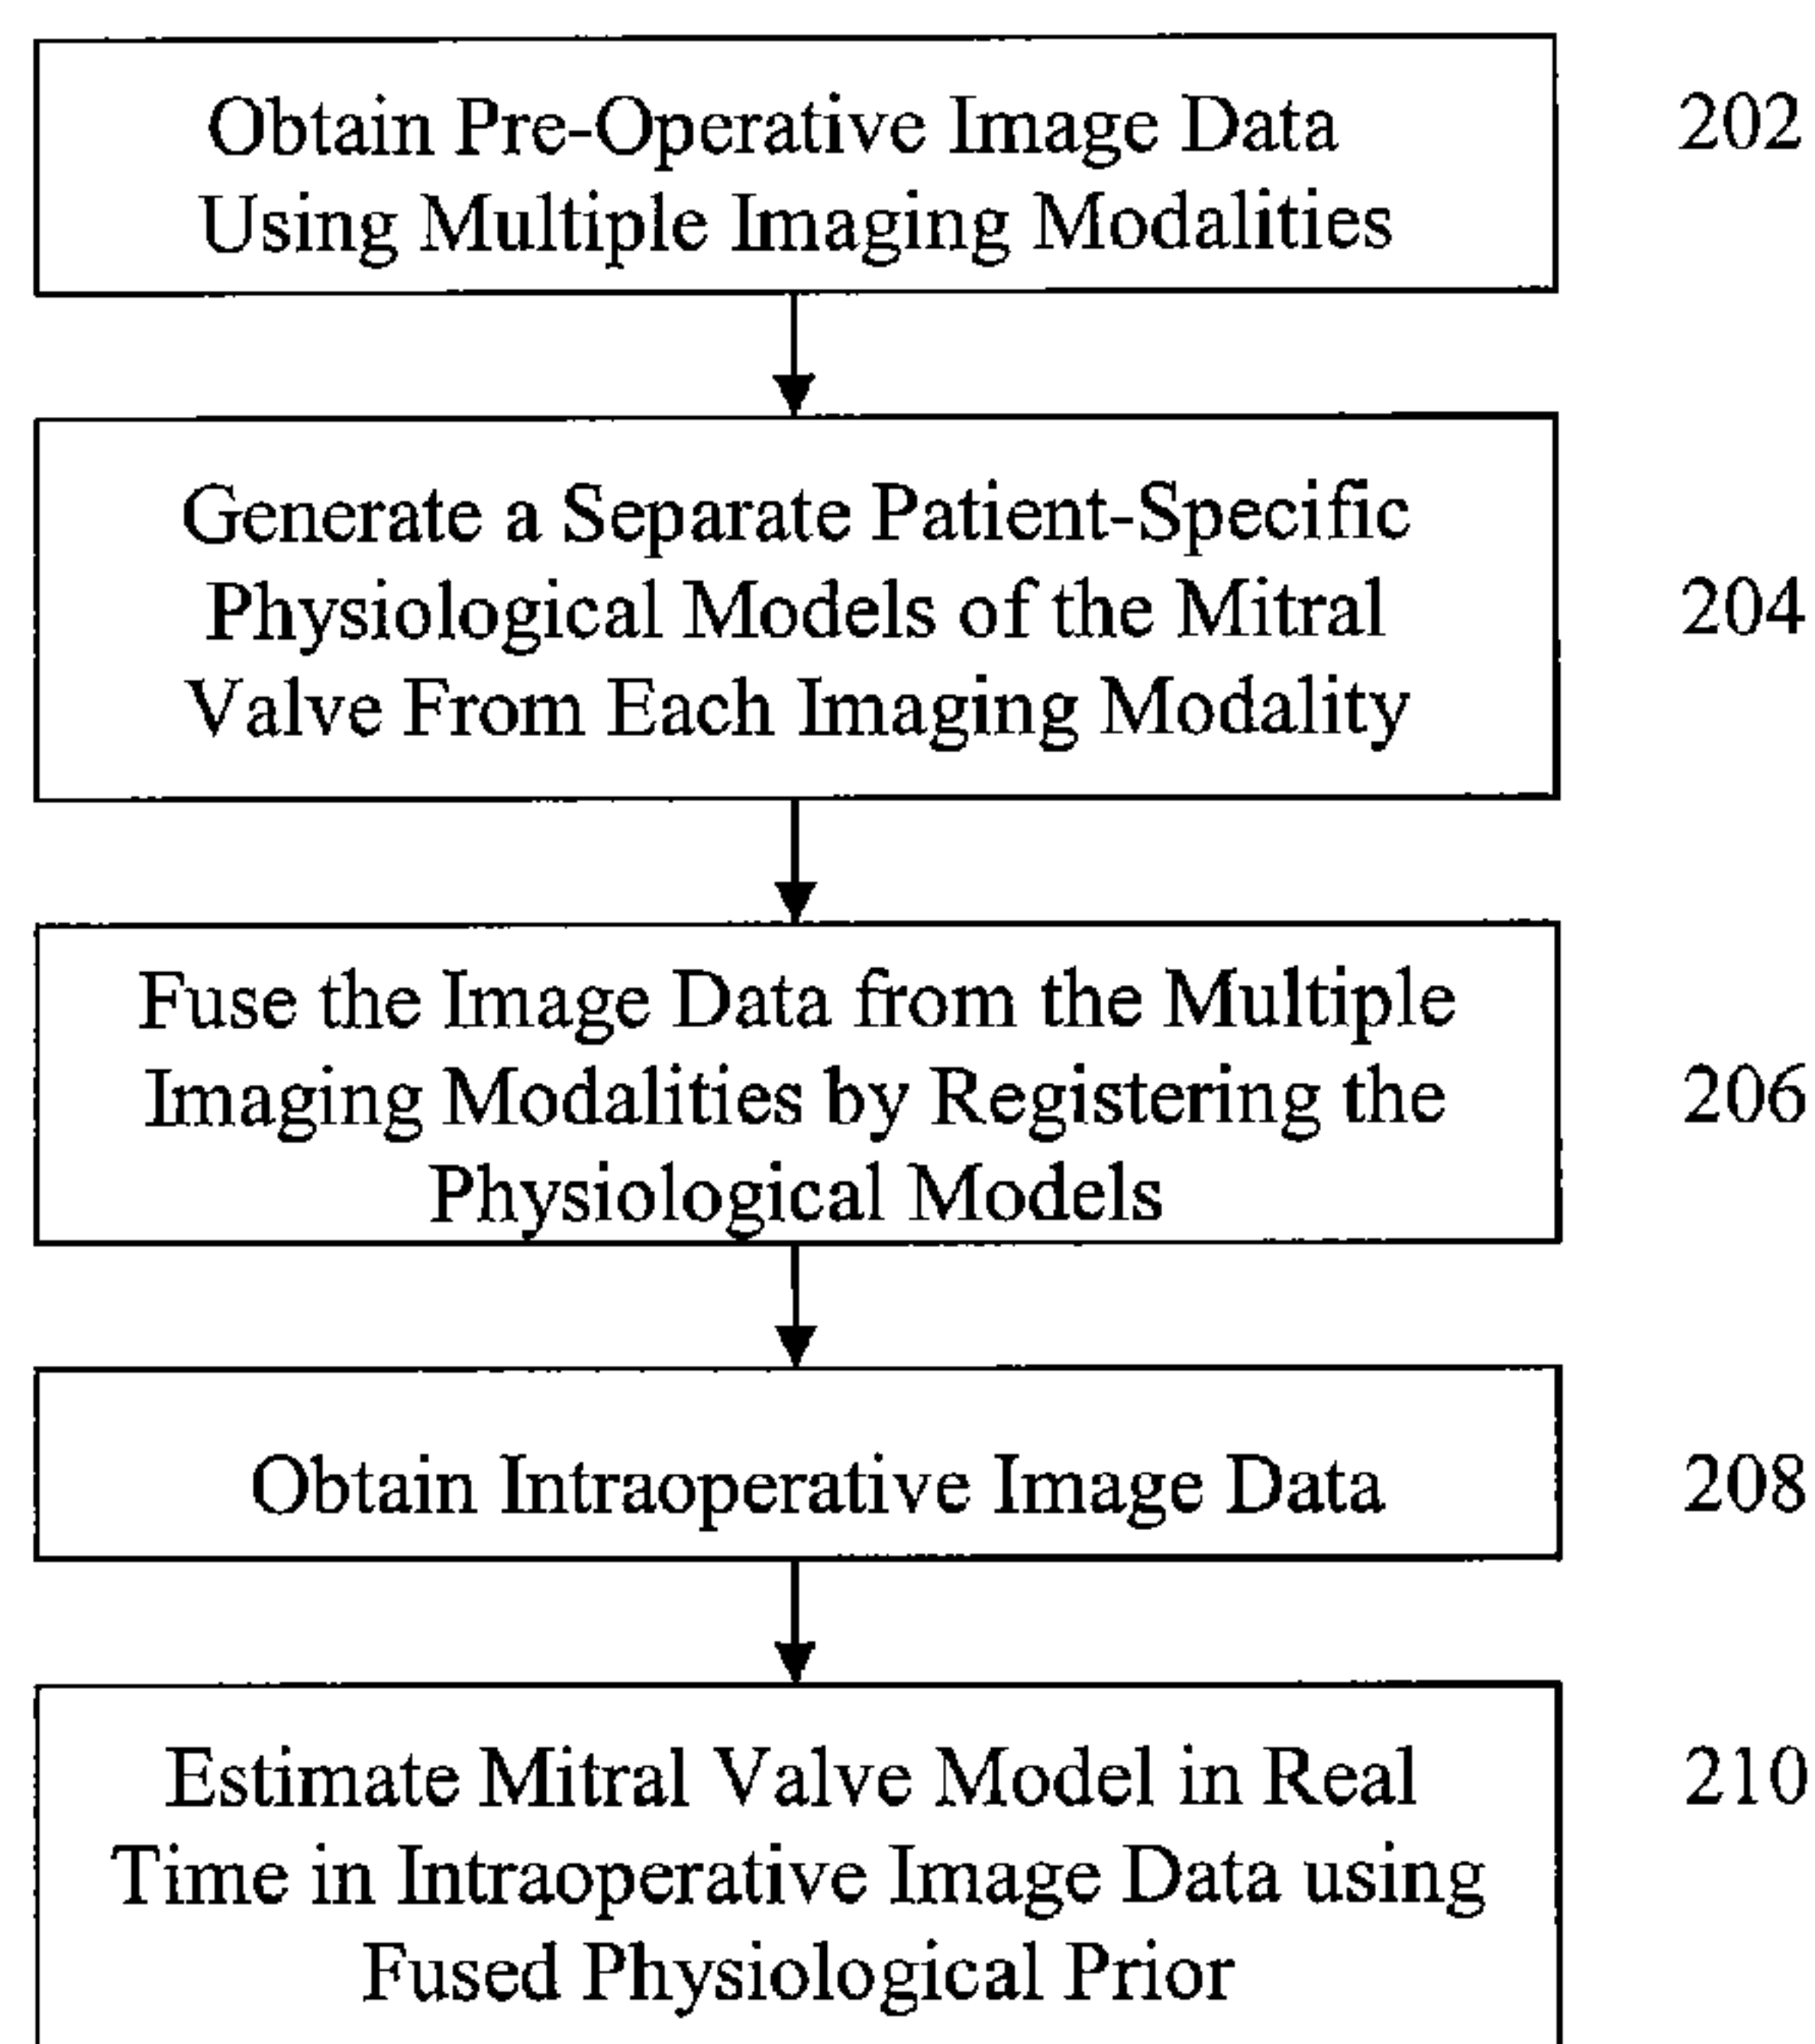 Obtain Pre-Operative Image Data
Using Multiple Imaging Modalities
202
Generate a Separate Patient-Specific
Physiological Models of the Mitral
Valve From Each Imaging Modality
204
Fuse the Image Data from the Multiple
Imaging Modalities by Registering the
Physiological Models
206
Obtain Intraoperative Image Data
208
Estimate Mitral Valve Model in Real
Time in Intraoperative Image Data using
Fused Physiological Prior
210